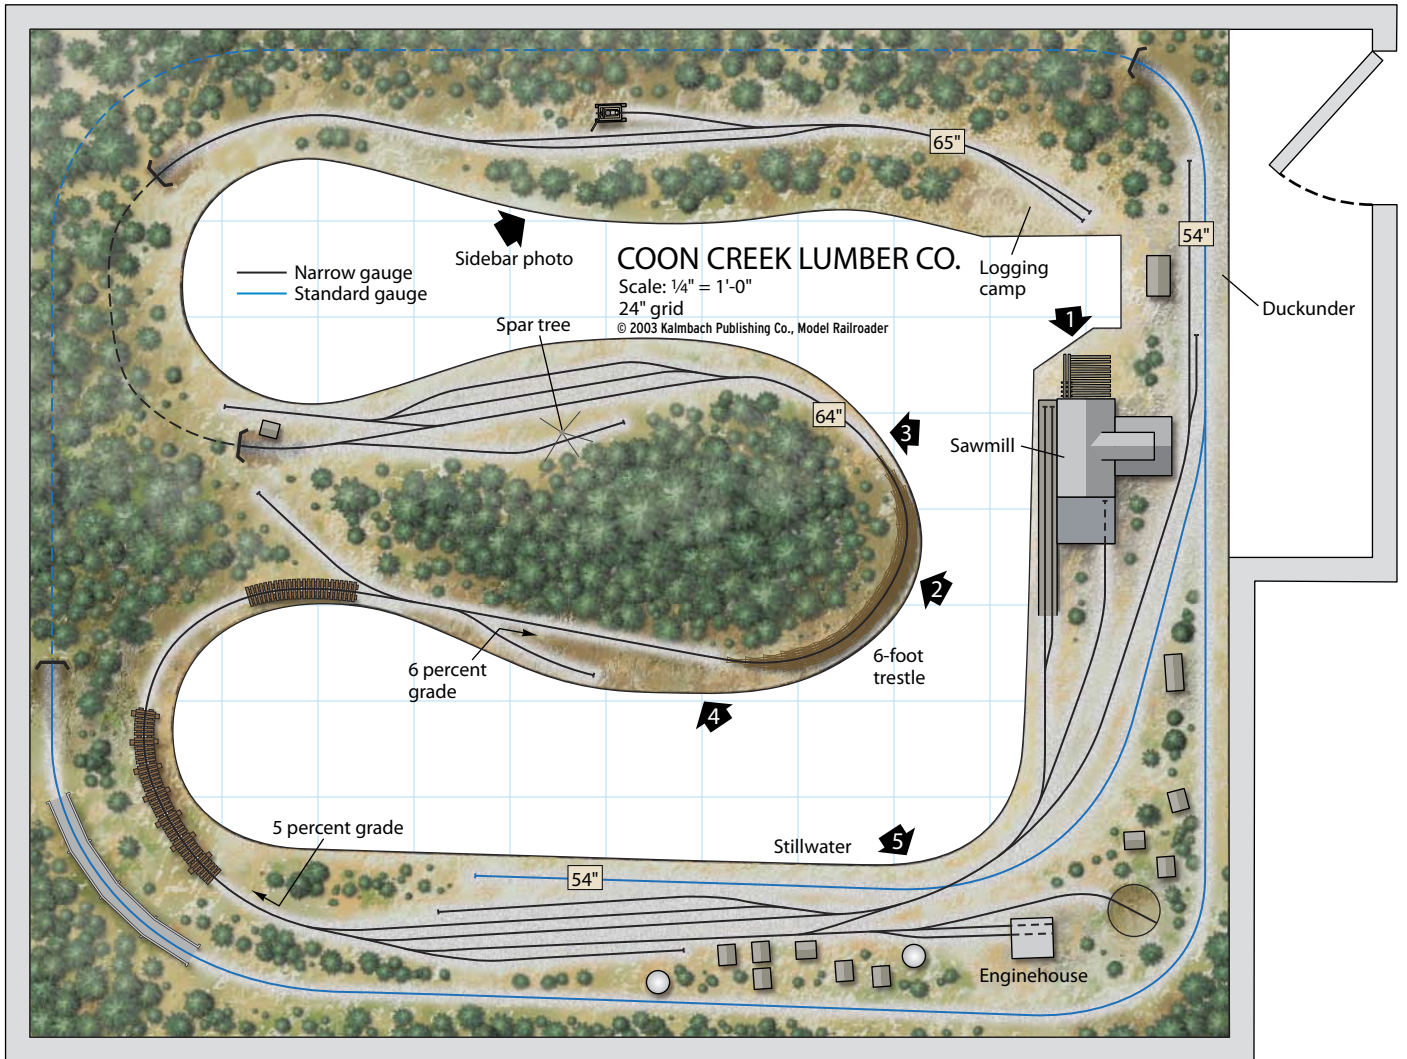 65"
54"
Sidebar photo
COON CREEK LUMBER CO.
Scale: ¼" = 1'-0"
24" grid
© 2003 Kalmbach Publishing Co., Model Railroader
Narrow gauge
Standard gauge
Logging
camp
Duckunder
Spar tree
1
64"
3
Sawmill
2
6 percent
grade
6-foot
trestle
4
5 percent grade
Stillwater
5
54"
Enginehouse